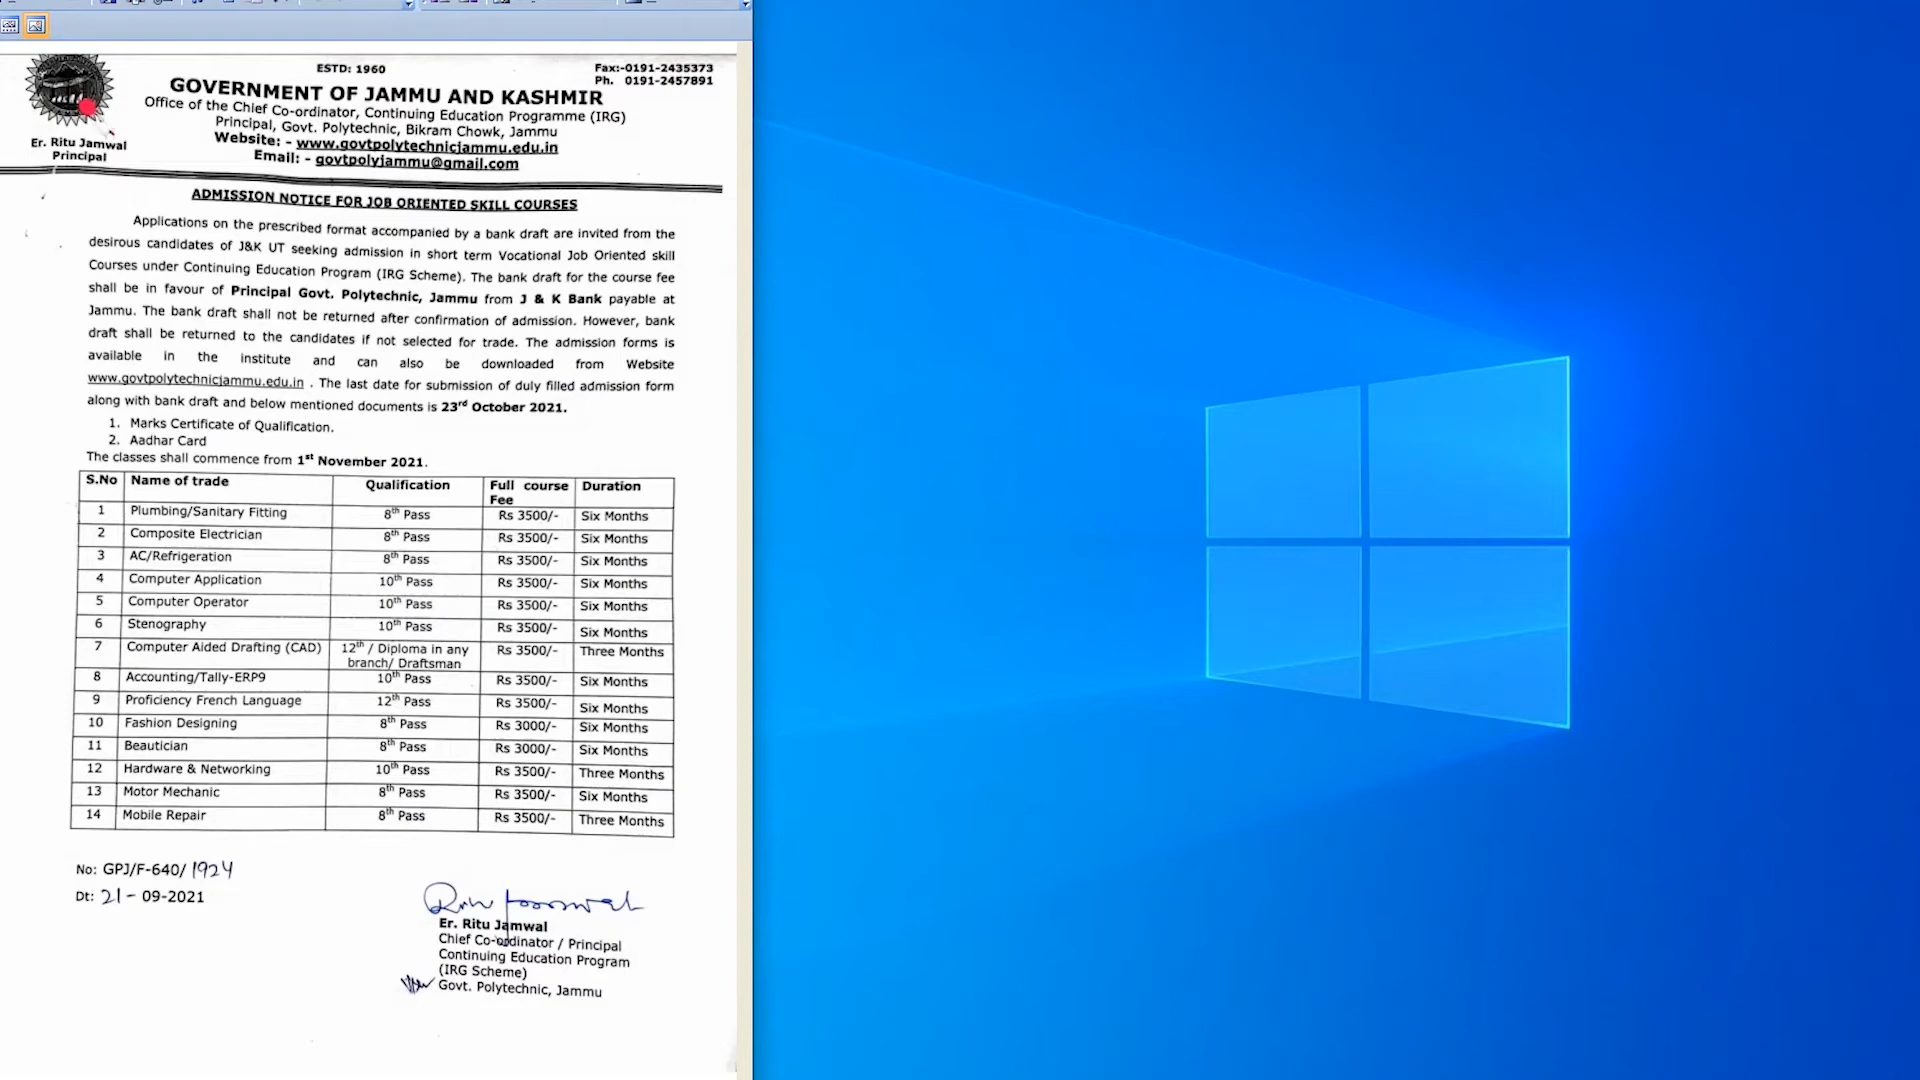 ESTD: 1960
Fax:-0191-2435373
Ph. 0191-2457891
GOVERNMENT OF JAMMU AND KASHMIR
Office of the Chief Co-ordinator, Continuing Education Programme (IRG)
Principal, Govt. Polytechnic, Bikram Chowk, Jammu
Website: - www.govtpolytechnicjammu.edu.in
Email: - govtpolyjammu@gmail.com
Er. Ritu Jamwal
Principal
ADMISSION NOTICE FOR JOB ORIENTED SKILL COURSES
Applications on the prescribed format accompanied by a bank draft are invited from the
desirous candidates of J&K UT seeking admission in short term Vocational Job Oriented skill
Courses under Continuing Education Program (IRG Scheme). The bank draft for the course fee
shall be in favour of Principal Govt. Polytechnic, Jammu from J & K Bank payable at
Jammu. The bank draft shall not be returned after confirmation of admission. However, bank
draft shall be returned to the candidates if not selected for trade. The admission forms is
available in the institute and can also be downloaded from Website
www.govtpolytechnicjammu.edu.in . The last date for submission of duly filled admission form
along with bank draft and below mentioned documents is 23rd October 2021.
1. Marks Certificate of Qualification.
2. Aadhar Card
The classes shall commence from 1st November 2021.
S.No Name of trade Qualification Full course Fee Duration
1 Plumbing/Sanitary Fitting 8th Pass Rs 3500/- Six Months
2 Composite Electrician 8th Pass Rs 3500/- Six Months
3 AC/Refrigeration 8th Pass Rs 3500/- Six Months
4 Computer Application 10th Pass Rs 3500/- Six Months
5 Computer Operator 10th Pass Rs 3500/- Six Months
6 Stenography 10th Pass Rs 3500/- Six Months
7 Computer Aided Drafting (CAD) 12th / Diploma in any branch/ Draftsman Rs 3500/- Three Months
8 Accounting/Tally-ERP9 10th Pass Rs 3500/- Six Months
9 Proficiency French Language 12th Pass Rs 3500/- Six Months
10 Fashion Designing 8th Pass Rs 3000/- Six Months
11 Beautician 8th Pass Rs 3000/- Six Months
12 Hardware & Networking 10th Pass Rs 3500/- Three Months
13 Motor Mechanic 8th Pass Rs 3500/- Six Months
14 Mobile Repair 8th Pass Rs 3500/- Three Months
No: GPJ/F-640/ 1924
Dt: 21 - 09-2021
Er. Ritu Jamwal
Chief Co-ordinator / Principal
Continuing Education Program
(IRG Scheme)
Govt. Polytechnic, Jammu